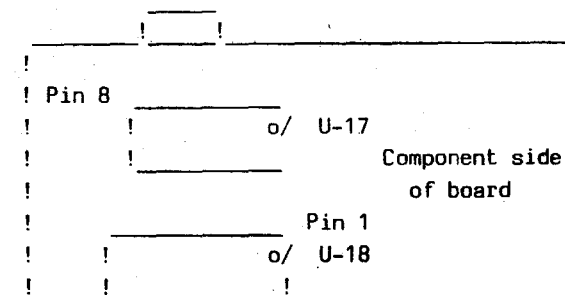 Pin 8
o/ U-17
Component side
of board
Pin 1
o/ U-18